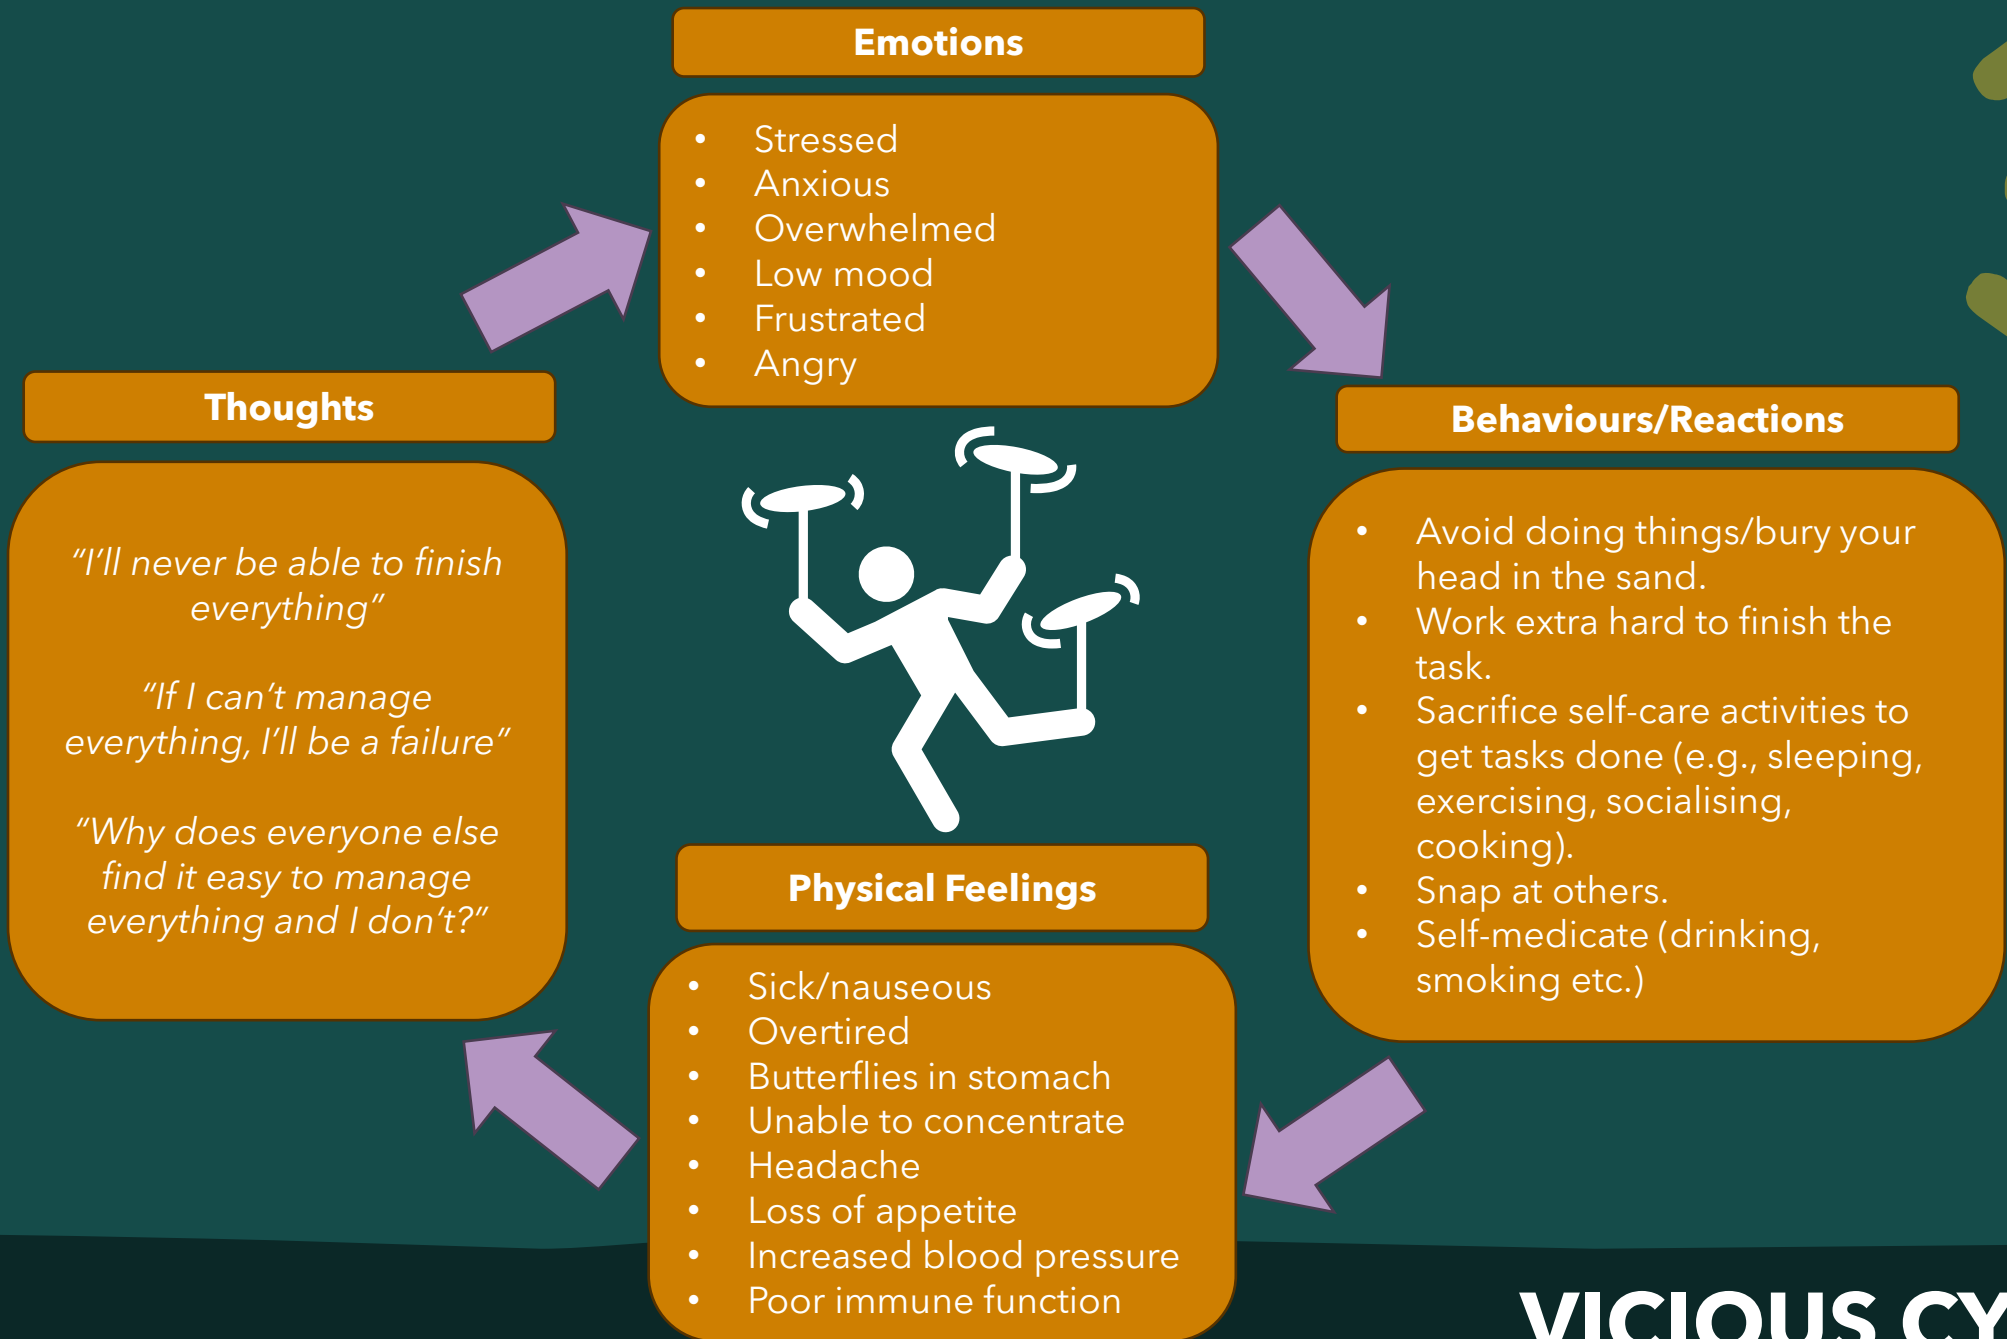 Emotions
• Stressed
• Anxious
• Overwhelmed
• Low mood
• Frustrated
• Angry
Thoughts
“I’ll never be able to finish
everything”
“If I can’t manage
everything, I’ll be a failure”
“Why does everyone else
find it easy to manage
everything and I don’t?”
Behaviours/Reactions
• Avoid doing things/bury your
head in the sand.
• Work extra hard to finish the
task.
• Sacrifice self-care activities to
get tasks done (e.g., sleeping,
exercising, socialising,
cooking).
• Snap at others.
• Self-medicate (drinking,
smoking etc.)
Physical Feelings
• Sick/nauseous
• Overtired
• Butterflies in stomach
• Unable to concentrate
• Headache
• Loss of appetite
• Increased blood pressure
• Poor immune function
VICIOUS CY